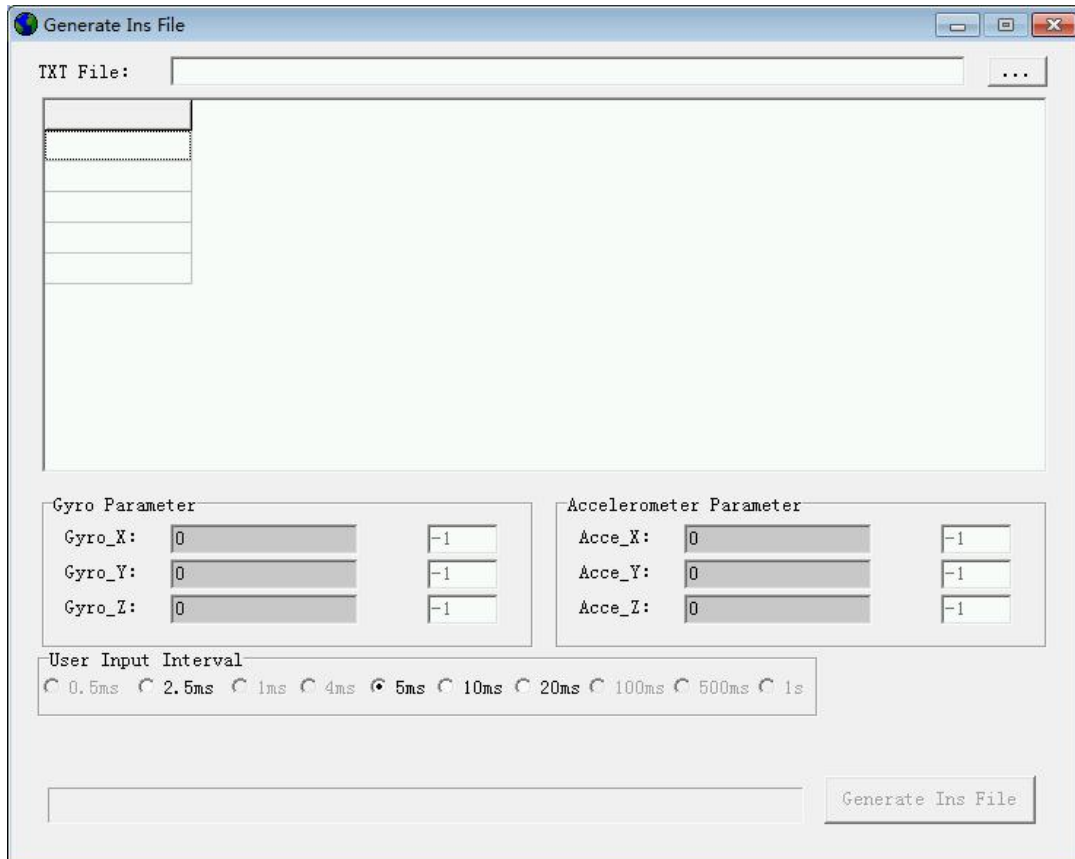 Generate Ins File
TXT File: ...
Gyro Parameter
Gyro_X: 0 -1
Gyro_Y: 0 -1
Gyro_Z: 0 -1
Accelerometer Parameter
Acce_X: 0 -1
Acce_Y: 0 -1
Acce_Z: 0 -1
User Input Interval
0.5ms 2.5ms 1ms 4ms 5ms 10ms 20ms 100ms 500ms 1s
Generate Ins File